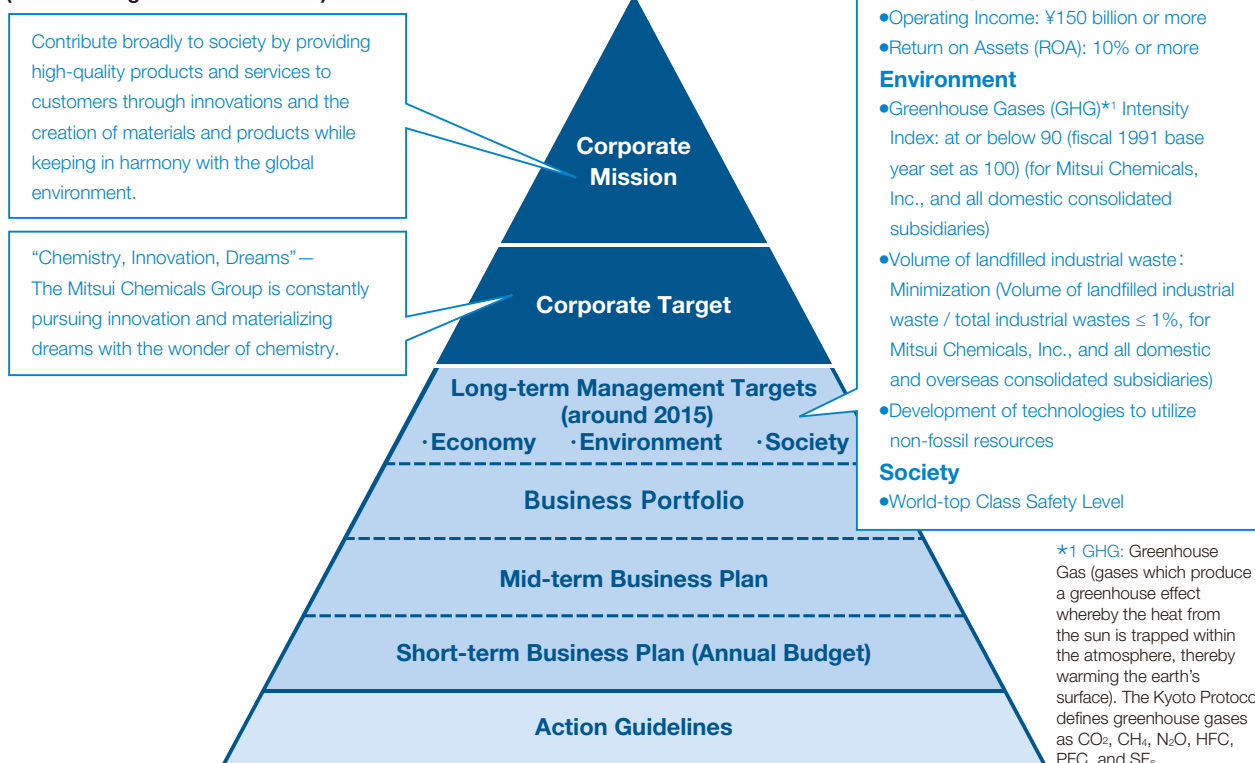 Contribute broadly to society by providing
high-quality products and services to
customers through innovations and the
creation of materials and products while
keeping in harmony with the global
environment.
“Chemistry, Innovation, Dreams”—
The Mitsui Chemicals Group is constantly
pursuing innovation and materializing
dreams with the wonder of chemistry.
Corporate
Mission
Corporate Target
Long-term Management Targets
(around 2015)
·Economy ·Environment ·Society
Business Portfolio
Mid-term Business Plan
Short-term Business Plan (Annual Budget)
Action Guidelines
●Operating Income: ¥150 billion or more
●Return on Assets (ROA): 10% or more
Environment
●Greenhouse Gases (GHG)*¹ Intensity
Index: at or below 90 (fiscal 1991 base
year set as 100) (for Mitsui Chemicals,
Inc., and all domestic consolidated
subsidiaries)
●Volume of landfilled industrial waste:
Minimization (Volume of landfilled industrial
waste / total industrial wastes ≤ 1%, for
Mitsui Chemicals, Inc., and all domestic
and overseas consolidated subsidiaries)
●Development of technologies to utilize
non-fossil resources
Society
●World-top Class Safety Level
*1 GHG: Greenhouse
Gas (gases which produce
a greenhouse effect
whereby the heat from
the sun is trapped within
the atmosphere, thereby
warming the earth’s
surface). The Kyoto Protoco
defines greenhouse gases
as CO₂, CH₄, N₂O, HFC,
PFC, and SF₆